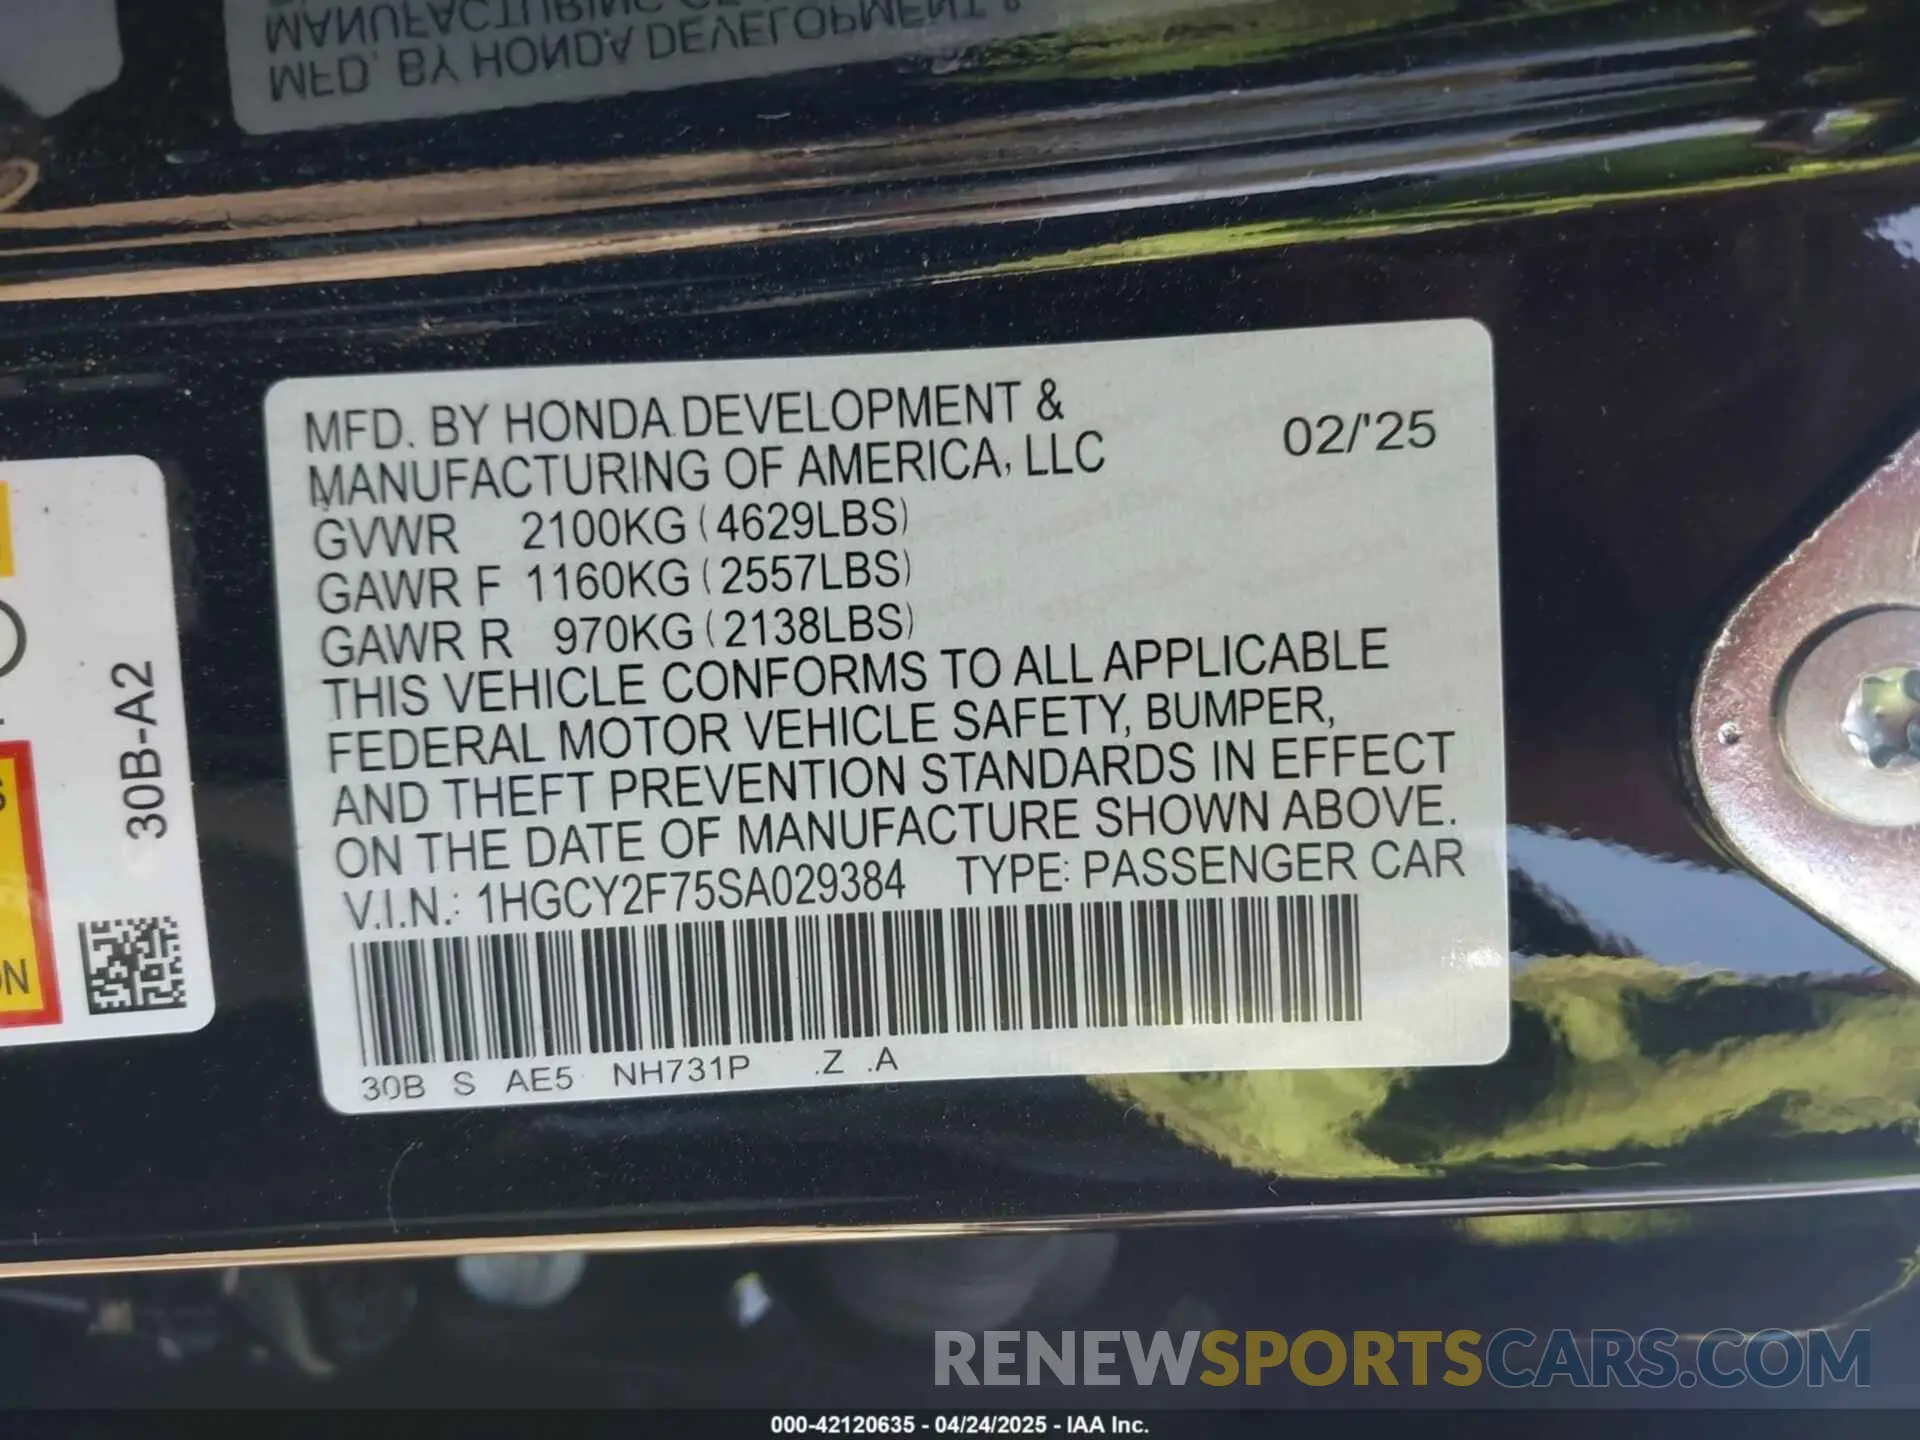 MANUFACTURING OF
MFD. BY HONDA DEVELOPMENT &
MFD. BY HONDA DEVELOPMENT &
MANUFACTURING OF AMERICA, LLC
02/'25
GVWR 2100KG (4629LBS)
GAWR F 1160KG (2557LBS)
GAWR R 970KG (2138LBS)
THIS VEHICLE CONFORMS TO ALL APPLICABLE
FEDERAL MOTOR VEHICLE SAFETY, BUMPER,
AND THEFT PREVENTION STANDARDS IN EFFECT
ON THE DATE OF MANUFACTURE SHOWN ABOVE.
V.I.N.: 1HGCY2F75SA029384 TYPE: PASSENGER CAR
30B S AE5 NH731P .Z .A
30B-A2
RENEWSPORTSCARS.COM
000-42120635 - 04/24/2025 - IAA Inc.